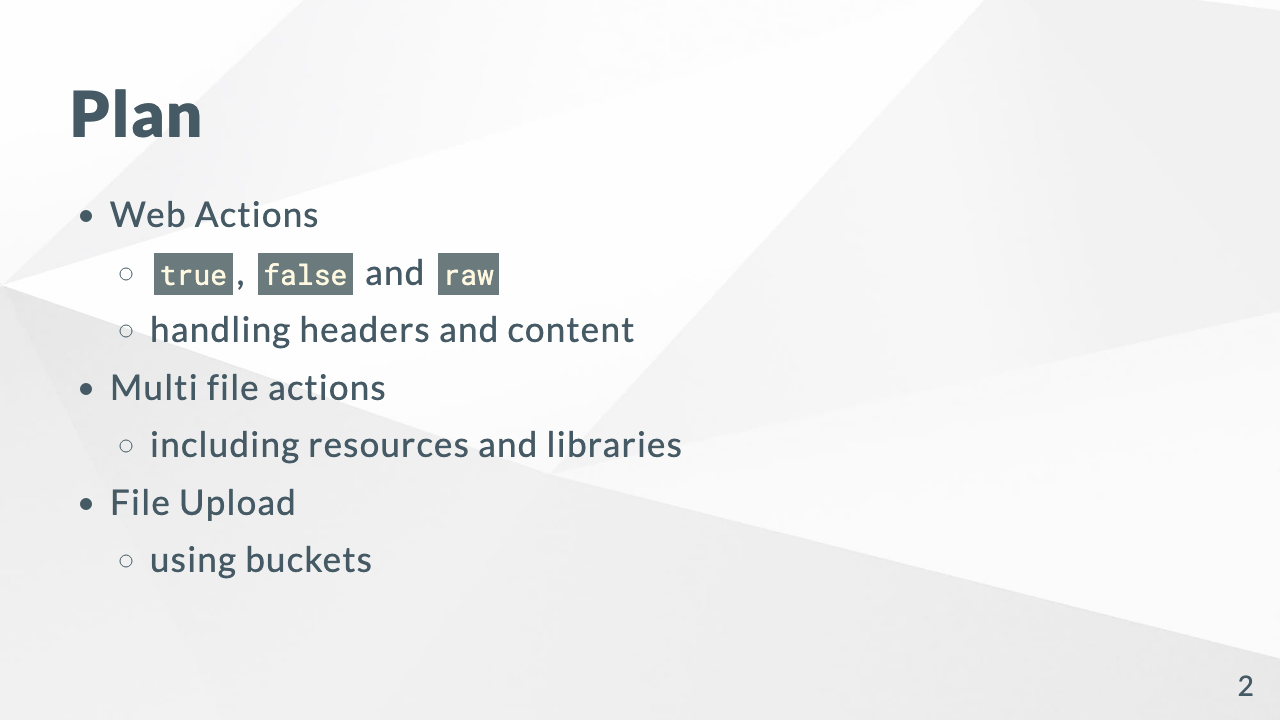 Plan
• Web Actions
○ true, false and raw
○ handling headers and content
• Multi file actions
○ including resources and libraries
• File Upload
○ using buckets
2